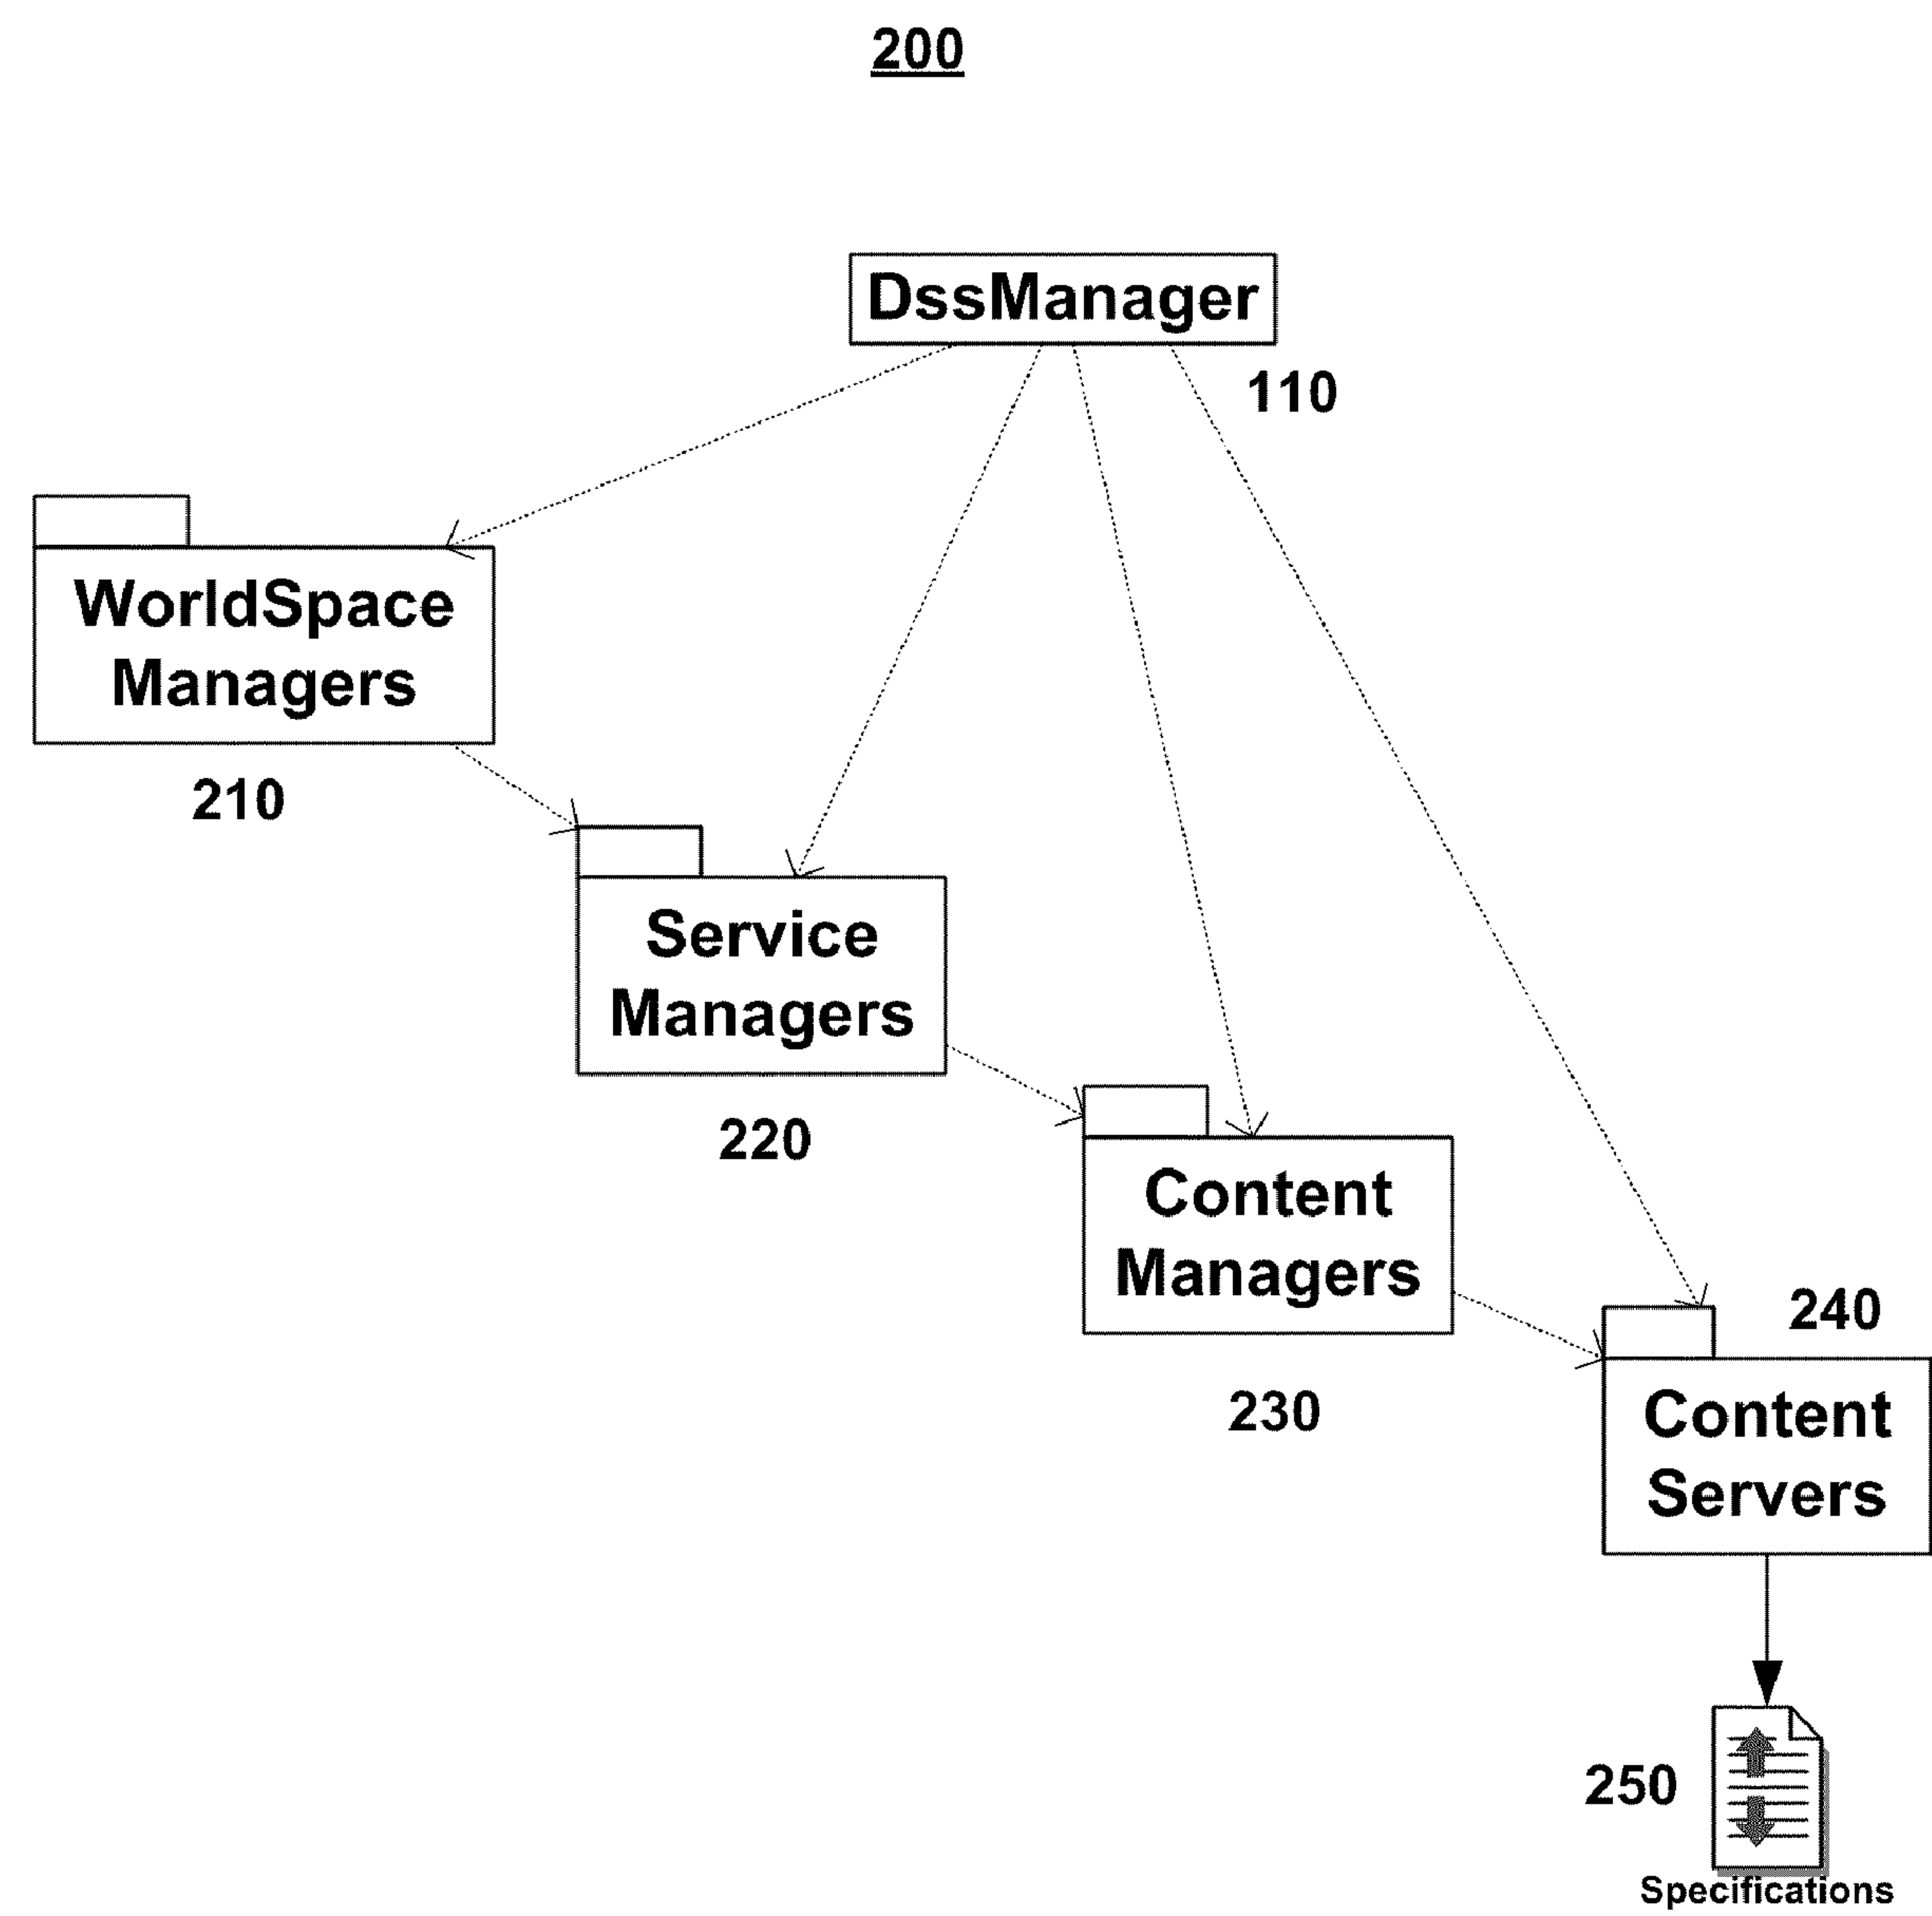 200
DssManager
110
WorldSpace
Managers
210
Service
Managers
220
Content
Managers
230
240
Content
Servers
250
Specifications